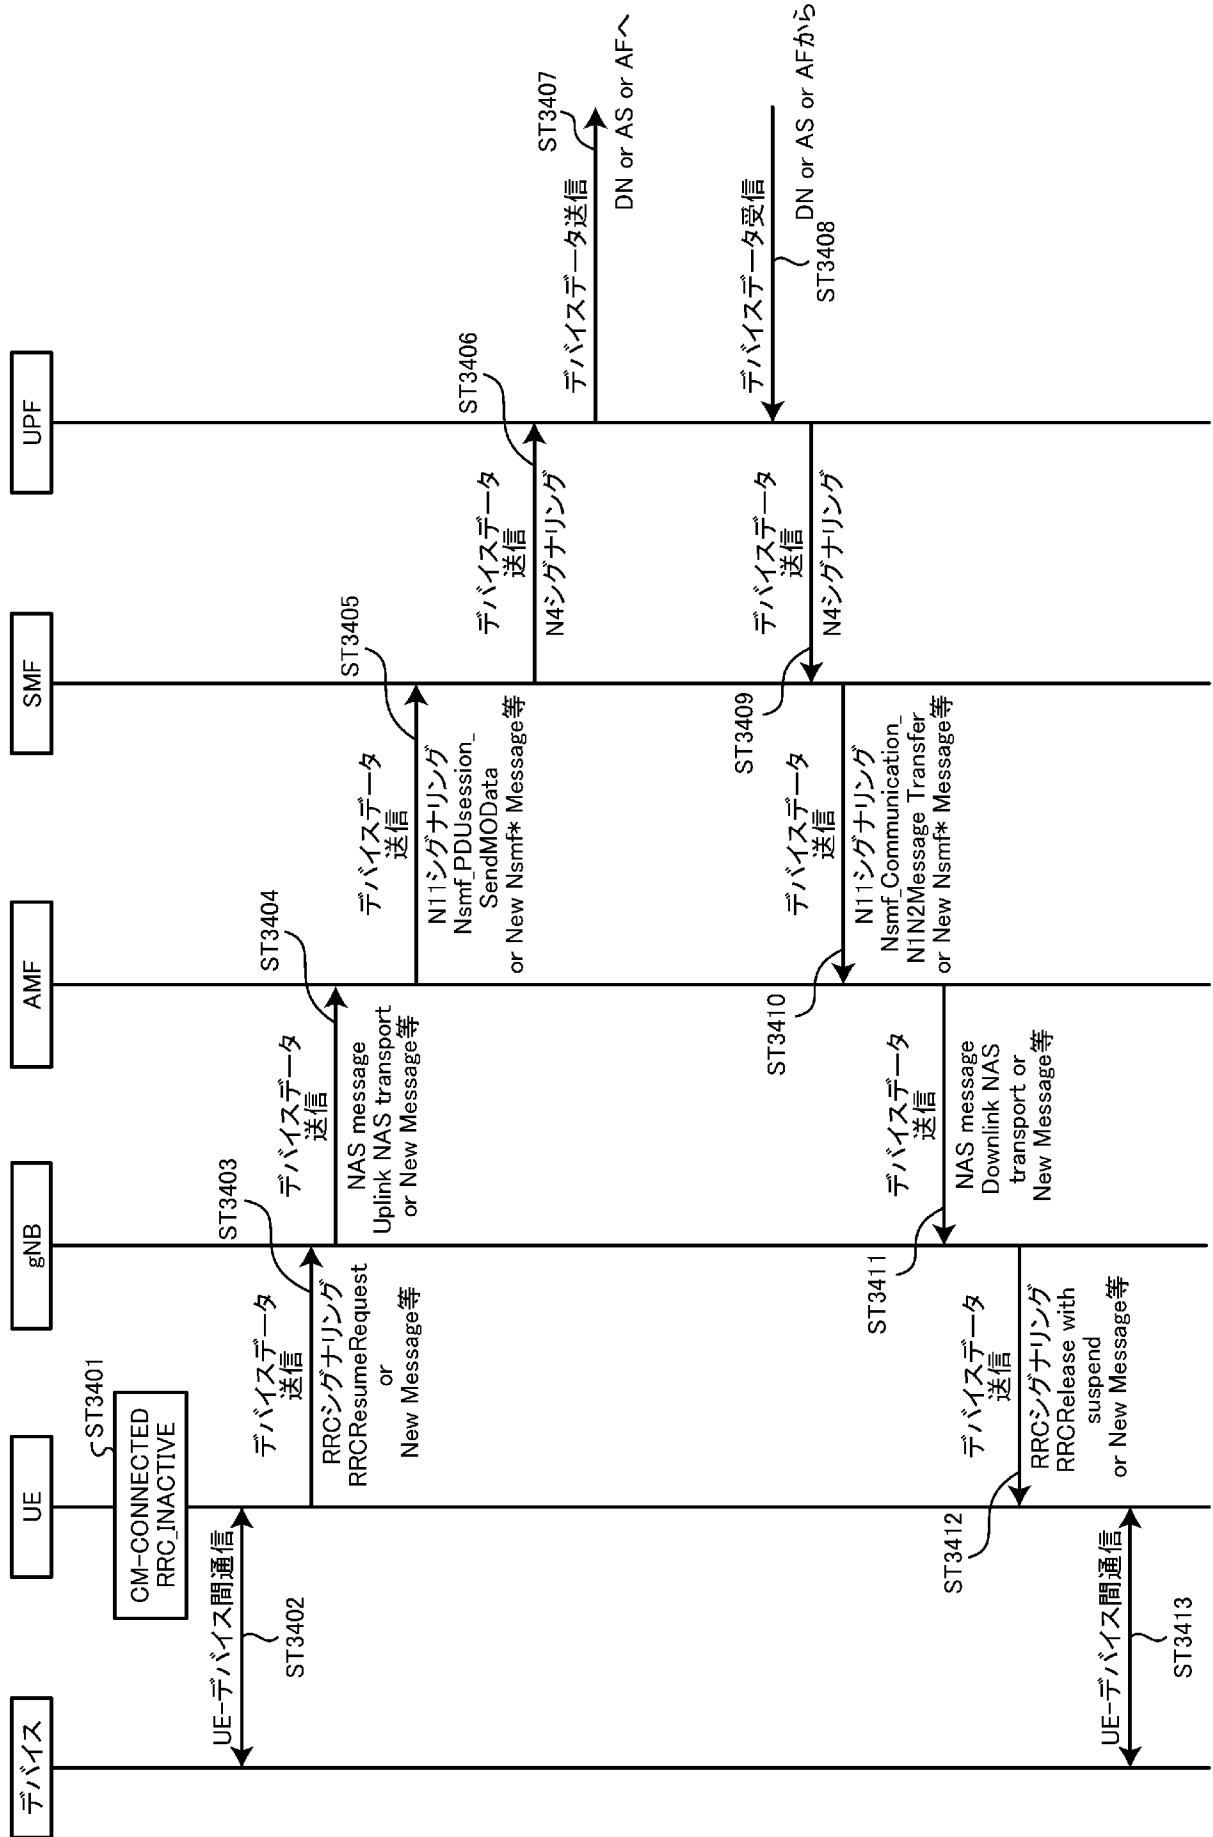 デバイス
UE
gNB
AMF
SMF
UPF
CM-CONNECTED
RRC_INACTIVE
ST3401
UE-デバイス間通信
ST3402
デバイスデータ
送信
RRCシグナリング
RRCResumeRequest
or
New Message等
ST3403
デバイスデータ
送信
NAS message
Uplink NAS transport
or New Message等
ST3404
デバイスデータ
送信
N11シグナリング
Nsmf_PDUsession_
SendMOData
or New Nsmf* Message等
ST3405
デバイスデータ
送信
N4シグナリング
ST3406
デバイスデータ送信
ST3407
DN or AS or AFへ
デバイスデータ受信
ST3408
DN or AS or AFから
デバイスデータ
送信
N4シグナリング
ST3409
デバイスデータ
送信
N11シグナリング
Nsmf_Communication_
N1N2Message Transfer
or New Nsmf* Message等
ST3410
デバイスデータ
送信
NAS message
Downlink NAS
transport or
New Message等
ST3411
デバイスデータ
送信
RRCシグナリング
RRCRelease with
suspend
or New Message等
ST3412
UE-デバイス間通信
ST3413